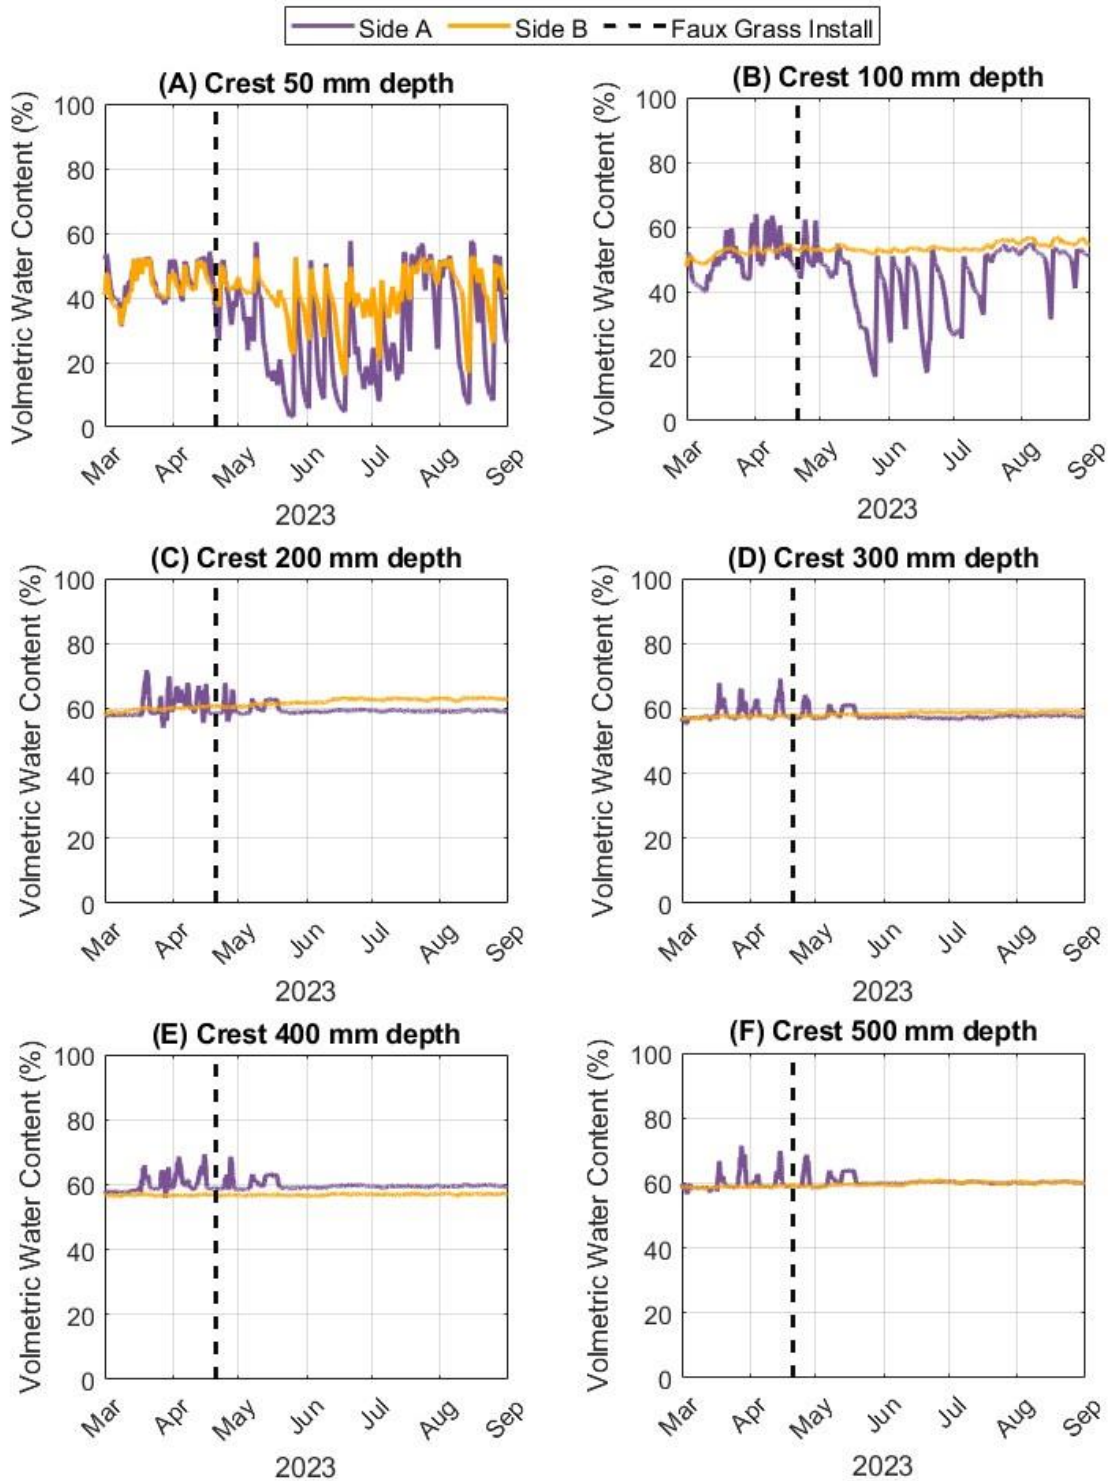 Side A Side B Faux Grass Install
(A) Crest 50 mm depth
Volmetric Water Content (%)
100
80
60
40
20
0
Mar Apr May Jun Jul Aug Sep
2023
(B) Crest 100 mm depth
Volmetric Water Content (%)
100
80
60
40
20
0
Mar Apr May Jun Jul Aug Sep
2023
(C) Crest 200 mm depth
Volmetric Water Content (%)
100
80
60
40
20
0
Mar Apr May Jun Jul Aug Sep
2023
(D) Crest 300 mm depth
Volmetric Water Content (%)
100
80
60
40
20
0
Mar Apr May Jun Jul Aug Sep
2023
(E) Crest 400 mm depth
Volmetric Water Content (%)
100
80
60
40
20
0
Mar Apr May Jun Jul Aug Sep
2023
(F) Crest 500 mm depth
Volmetric Water Content (%)
100
80
60
40
20
0
Mar Apr May Jun Jul Aug Sep
2023